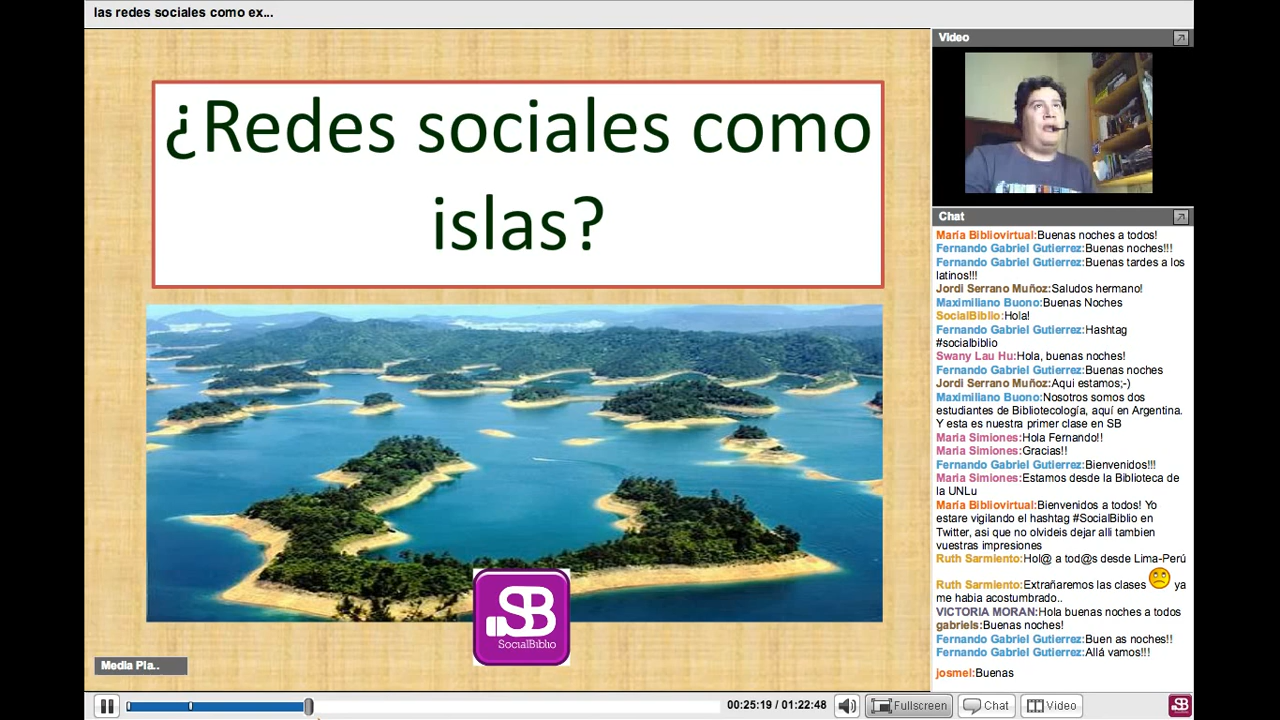 las redes sociales como ex...
¿Redes sociales como
islas?
SB
SocialBiblio
Media Pla..
Video
Chat
María Bibliovirtual:Buenas noches a todos!
Fernando Gabriel Gutierrez:Buenas noches!!!
Fernando Gabriel Gutierrez:Buenas tardes a los
latinos!!!
Jordi Serrano Muñoz:Saludos hermano!
Maximiliano Buono:Buenas Noches
SocialBiblio:Hola!
Fernando Gabriel Gutierrez:Hashtag
#socialbiblio
Swany Lau Hu:Hola, buenas noches!
Fernando Gabriel Gutierrez:Buenas noches
Jordi Serrano Muñoz:Aqui estamos;-)
Maximiliano Buono:Nosotros somos dos
estudiantes de Bibliotecología, aquí en Argentina.
Y esta es nuestra primer clase en SB
Maria Simiones:Hola Fernando!!
Maria Simiones:Gracias!!
Fernando Gabriel Gutierrez:Bienvenidos!!!
Maria Simiones:Estamos desde la Biblioteca de
la UNLu
María Bibliovirtual:Bienvenidos a todos! Yo
estare vigilando el hashtag #SocialBiblio en
Twitter, asi que no olvideis dejar alli tambien
vuestras impresiones
Ruth Sarmiento:Hol@ a tod@s desde Lima-Perú
Ruth Sarmiento:Extrañaremos las clases ya
me habia acostumbrado..
VICTORIA MORAN:Hola buenas noches a todos
gabriels:Buenas noches!
Fernando Gabriel Gutierrez:Buen as noches!!
Fernando Gabriel Gutierrez:Allá vamos!!!
josmel:Buenas
00:25:19 / 01:22:48
Fullscreen
Chat
Video
SB